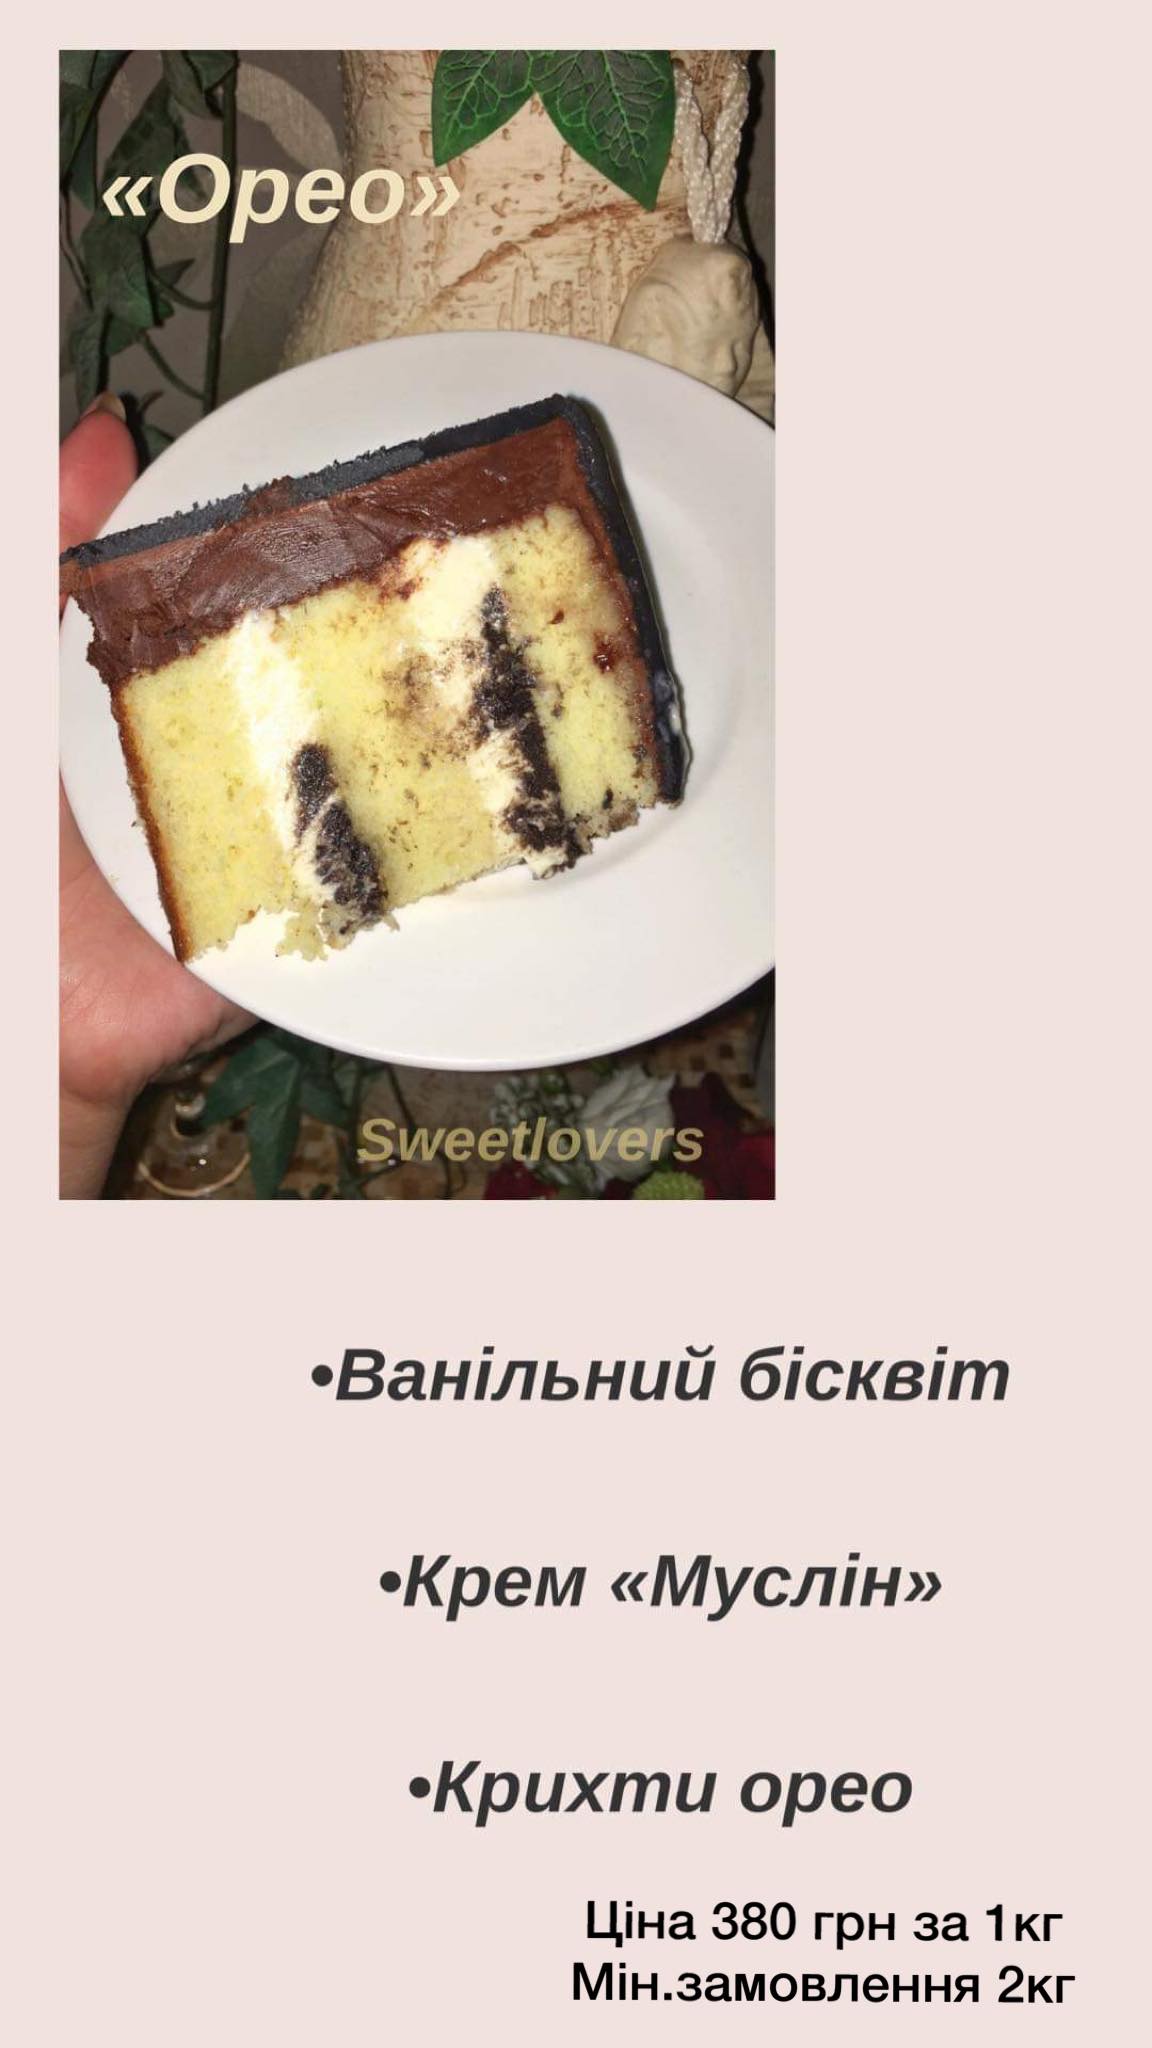 «Орео»
Sweetlovers
•Ванільний бісквіт
•Крем «Муслін»
•Крихти орео
Ціна 380 грн за 1кг
Мін.замовлення 2кг